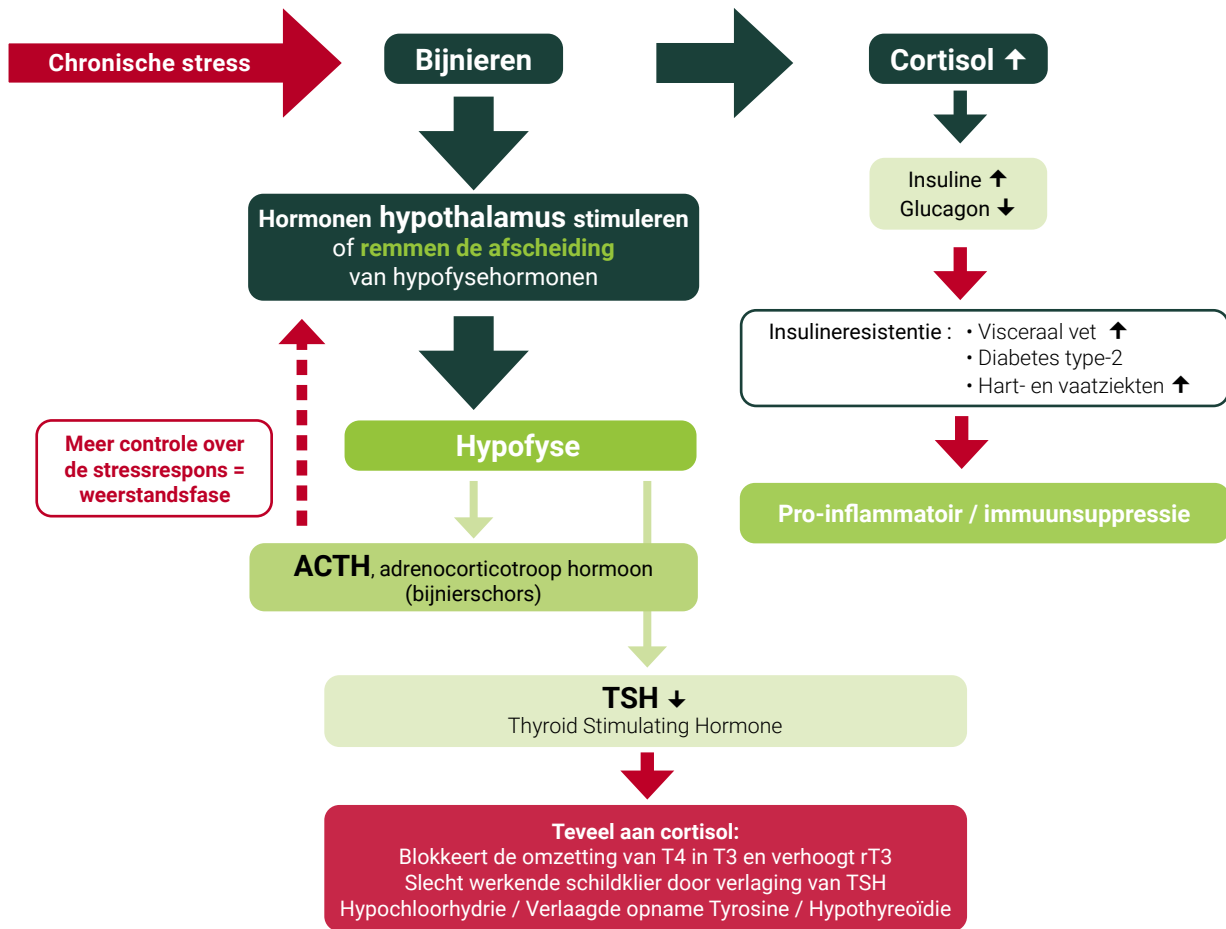 Chronische stress
Bijnieren
Cortisol ↑
Insuline ↑
Glucagon ↓
Hormonen hypothalamus stimuleren
of remmen de afscheiding
van hypofysehormonen
Insulineresistentie : • Visceraal vet ↑
• Diabetes type-2
• Hart- en vaatziekten ↑
Meer controle over
de stressrespons =
weerstandsfase
Hypofyse
Pro-inflammatoir / immuunsuppressie
ACTH, adrenocorticotroop hormoon
(bijnierschors)
TSH ↓
Thyroid Stimulating Hormone
Teveel aan cortisol:
Blokkeert de omzetting van T4 in T3 en verhoogt rT3
Slecht werkende schildklier door verlaging van TSH
Hypochloorhydrie / Verlaagde opname Tyrosine / Hypothyreoïdie